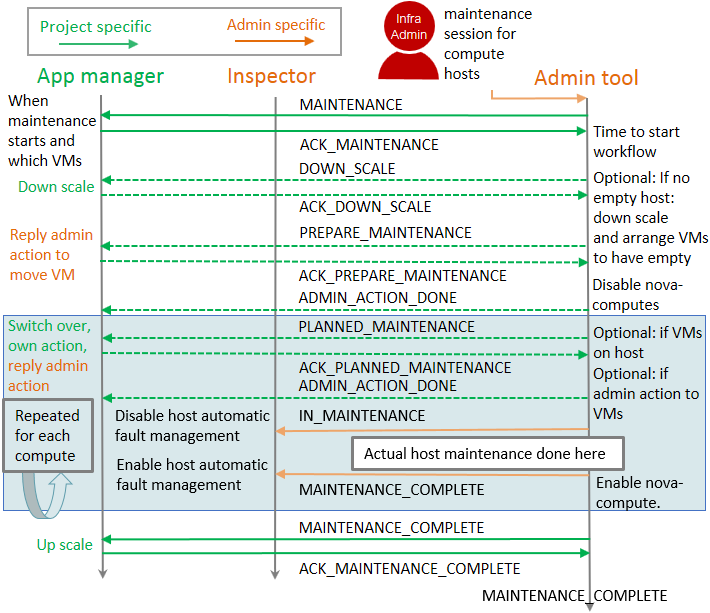 Project specific
Admin specific
Infra
Admin
maintenance
session for
compute
hosts
App manager
Inspector
Admin tool
When
maintenance
starts and
which VMs
MAINTENANCE
ACK_MAINTENANCE
Time to start
workflow
DOWN_SCALE
Down scale
ACK_DOWN_SCALE
Optional: If no
empty host:
down scale
and arrange VMs
to have empty
PREPARE_MAINTENANCE
Reply admin
action to
move VM
ACK_PREPARE_MAINTENANCE
ADMIN_ACTION_DONE
Disable nova-
computes
Switch over,
own action,
reply admin
action
PLANNED_MAINTENANCE
Optional: if VMs
on host
ACK_PLANNED_MAINTENANCE
ADMIN_ACTION_DONE
Optional: if
admin action to
VMs
Repeated
for each
compute
Disable host automatic
fault management
IN_MAINTENANCE
Actual host maintenance done here
Enable host automatic
fault management
MAINTENANCE_COMPLETE
Enable nova-
compute.
MAINTENANCE_COMPLETE
Up scale
ACK_MAINTENANCE_COMPLETE
MAINTENANCE_COMPLETE